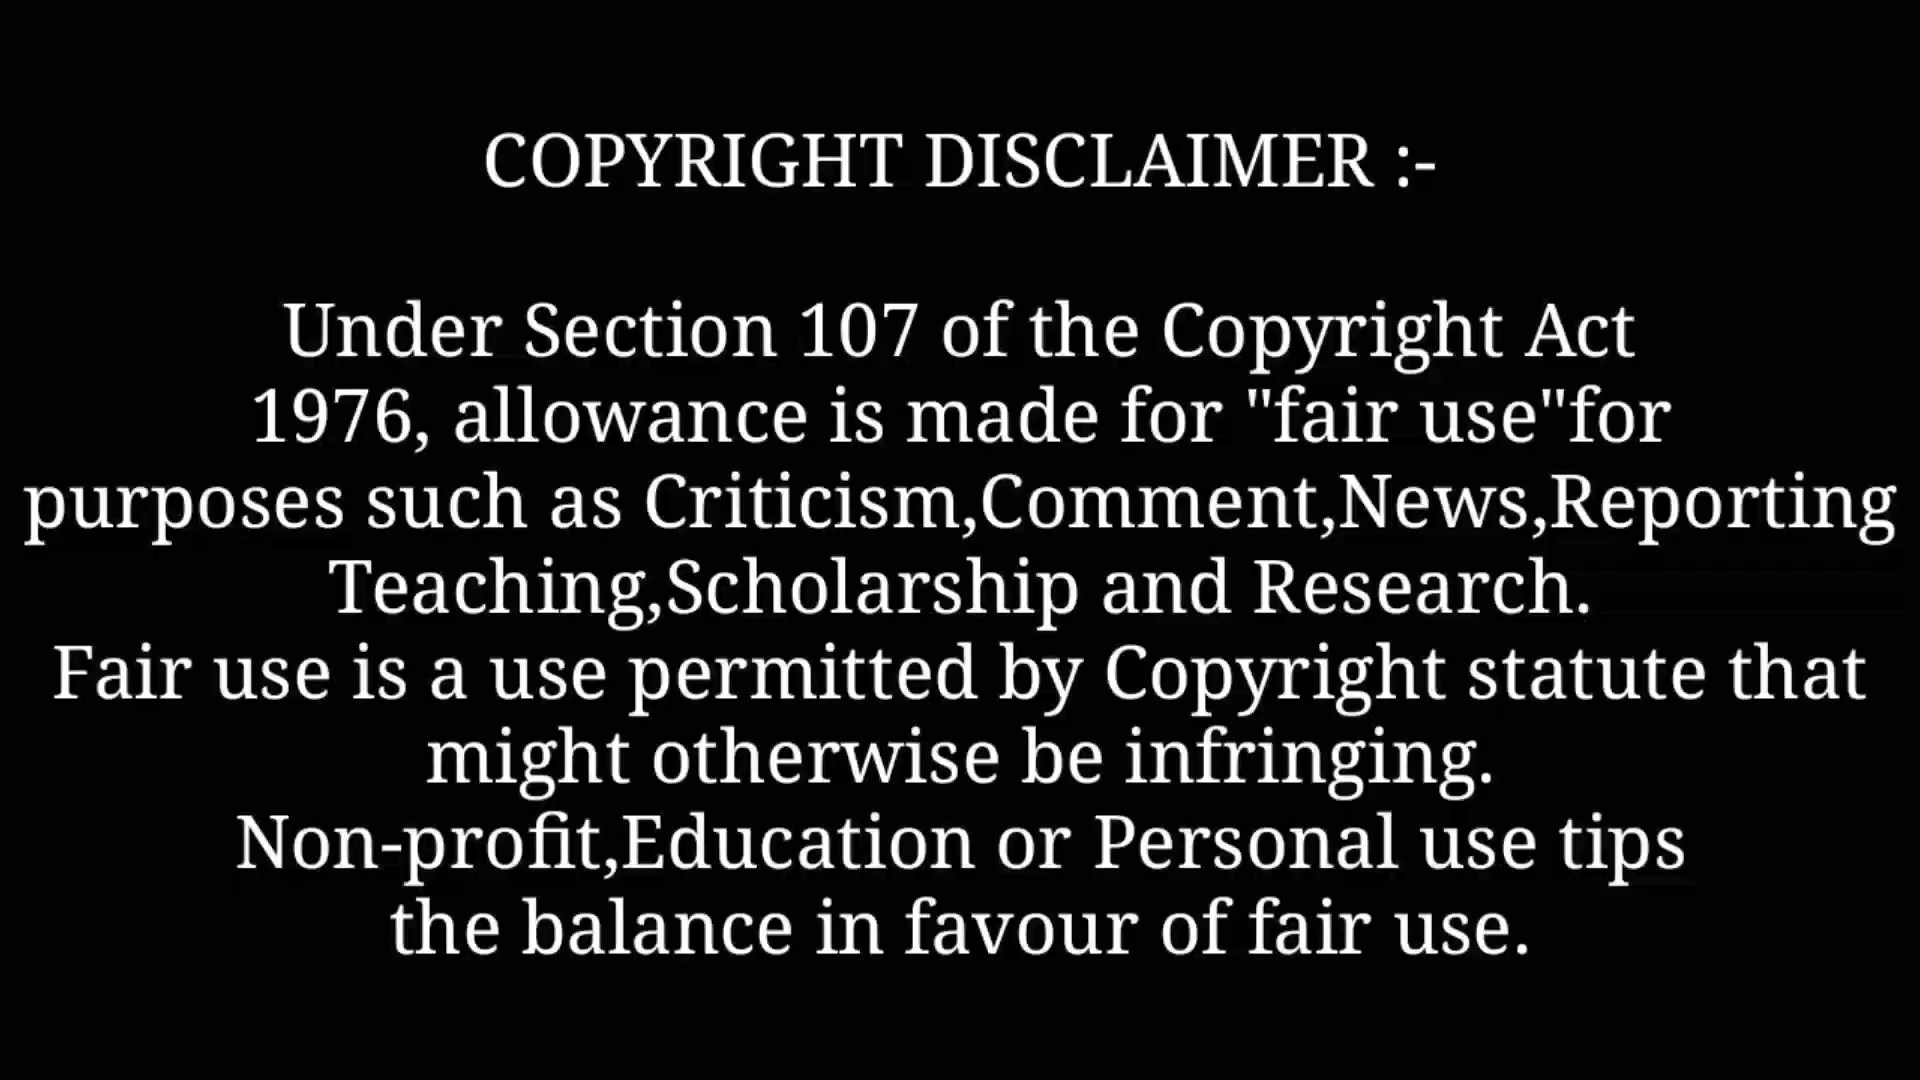 COPYRIGHT DISCLAIMER :-
Under Section 107 of the Copyright Act
1976, allowance is made for "fair use"for
purposes such as Criticism,Comment,News,Reporting
Teaching,Scholarship and Research.
Fair use is a use permitted by Copyright statute that
might otherwise be infringing.
Non-profit,Education or Personal use tips
the balance in favour of fair use.